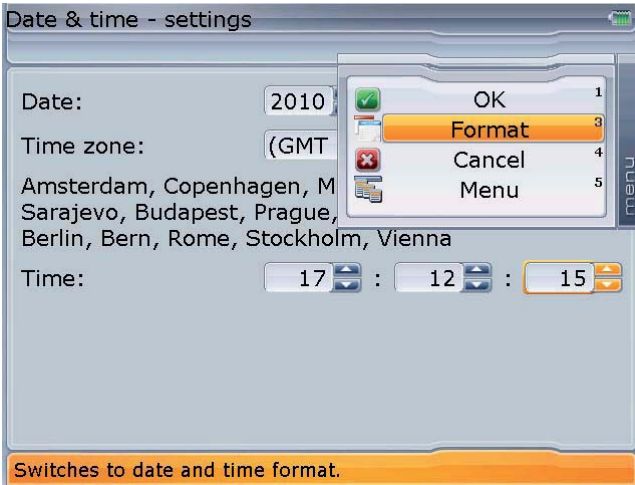 Date & time - settings
Date: 2010
Time zone: (GMT
Amsterdam, Copenhagen, M
Sarajevo, Budapest, Prague,
Berlin, Bern, Rome, Stockholm, Vienna
Time: 17 : 12 : 15
OK 1
Format 3
Cancel 4
Menu 5
menu
Switches to date and time format.